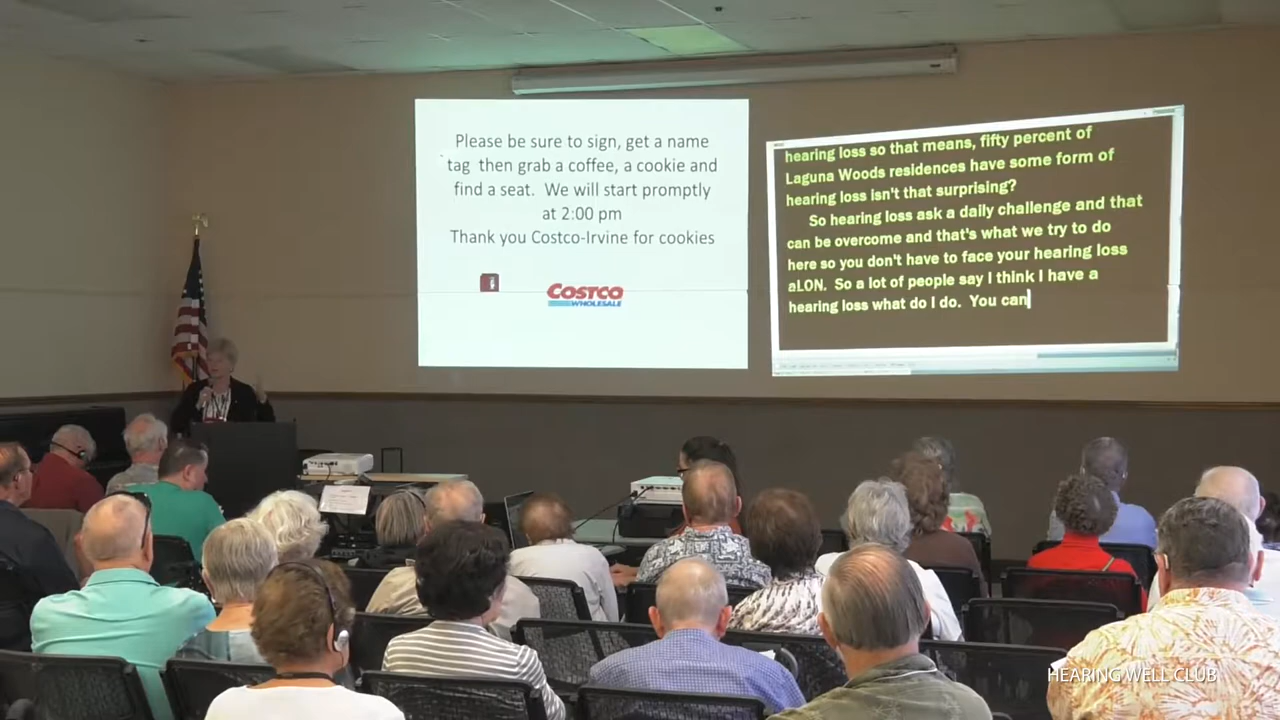 Please be sure to sign, get a name
tag then grab a coffee, a cookie and
find a seat. We will start promptly
at 2:00 pm
Thank you Costco-Irvine for cookies
COSTCO
WHOLESALE
hearing loss so that means, fifty percent of
Laguna Woods residences have some form of
hearing loss isn't that surprising?
So hearing loss ask a daily challenge and that
can be overcome and that's what we try to do
here so you don't have to face your hearing loss
aLON. So a lot of people say I think I have a
hearing loss what do I do. You can
HEARING WELL CLUB